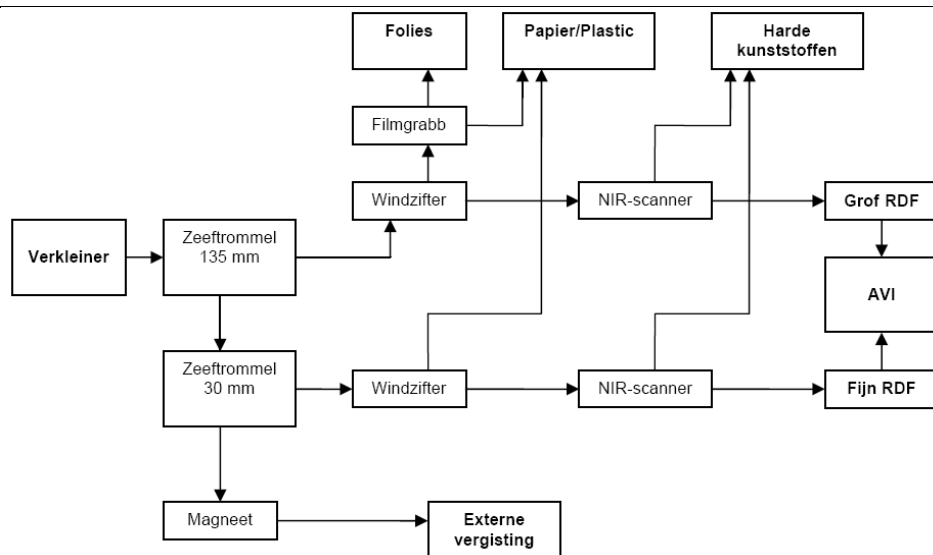 Folies
Papier/Plastic
Harde
kunststoffen
Filmgrabb
Windzifter
NIR-scanner
Grof RDF
Verkleiner
Zeeftrommel
135 mm
AVI
Zeeftrommel
30 mm
Windzifter
NIR-scanner
Fijn RDF
Magneet
Externe
vergisting